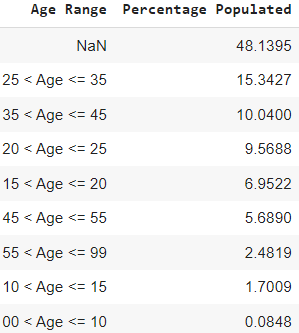 Age Range Percentage Populated
NaN 48.1395
25 < Age <= 35 15.3427
35 < Age <= 45 10.0400
20 < Age <= 25 9.5688
15 < Age <= 20 6.9522
45 < Age <= 55 5.6890
55 < Age <= 99 2.4819
10 < Age <= 15 1.7009
00 < Age <= 10 0.0848